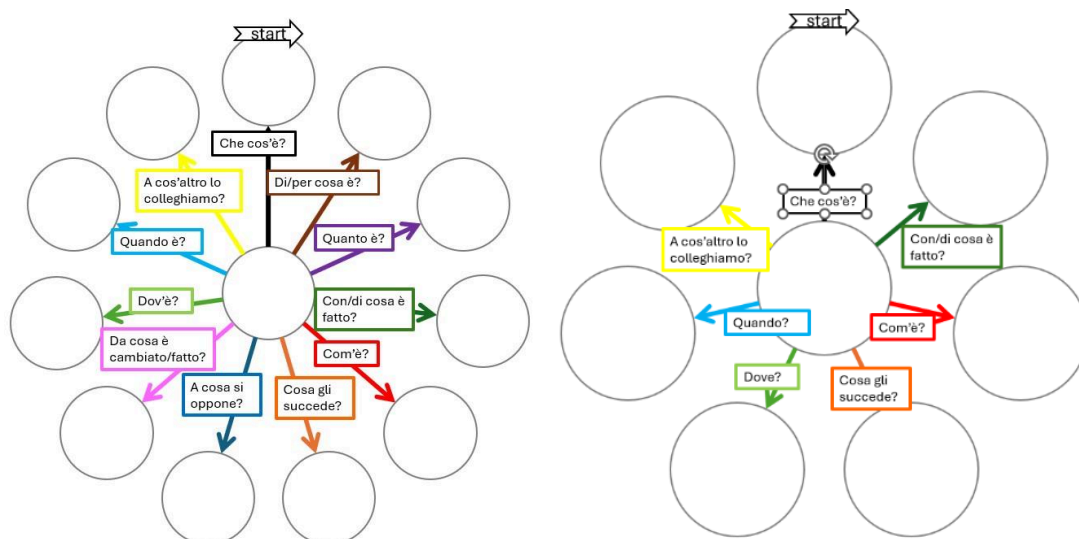 start
Che cos'è?
Di/per cosa è?
Quanto è?
Con/di cosa è
fatto?
Com'è?
Cosa gli
succede?
A cosa si
oppone?
Da cosa è
cambiato/fatto?
Dov'è?
Quando è?
A cos'altro lo
colleghiamo?
start
Che cos'è?
Con/di cosa è
fatto?
Com'è?
Cosa gli
succede?
Dove?
Quando?
A cos'altro lo
colleghiamo?